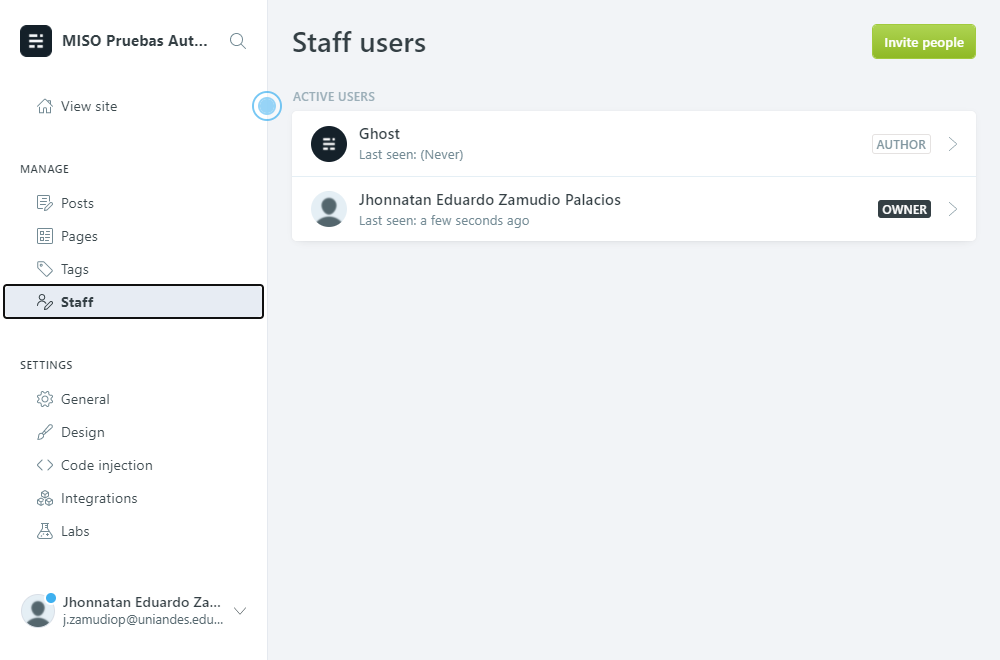 MISO Pruebas Aut...
View site
MANAGE
Posts
Pages
Tags
Staff
SETTINGS
General
Design
Code injection
Integrations
Labs
Jhonnatan Eduardo Za...
j.zamudiop@uniandes.edu...
Staff users
Invite people
ACTIVE USERS
Ghost
Last seen: (Never)
AUTHOR
Jhonnatan Eduardo Zamudio Palacios
Last seen: a few seconds ago
OWNER